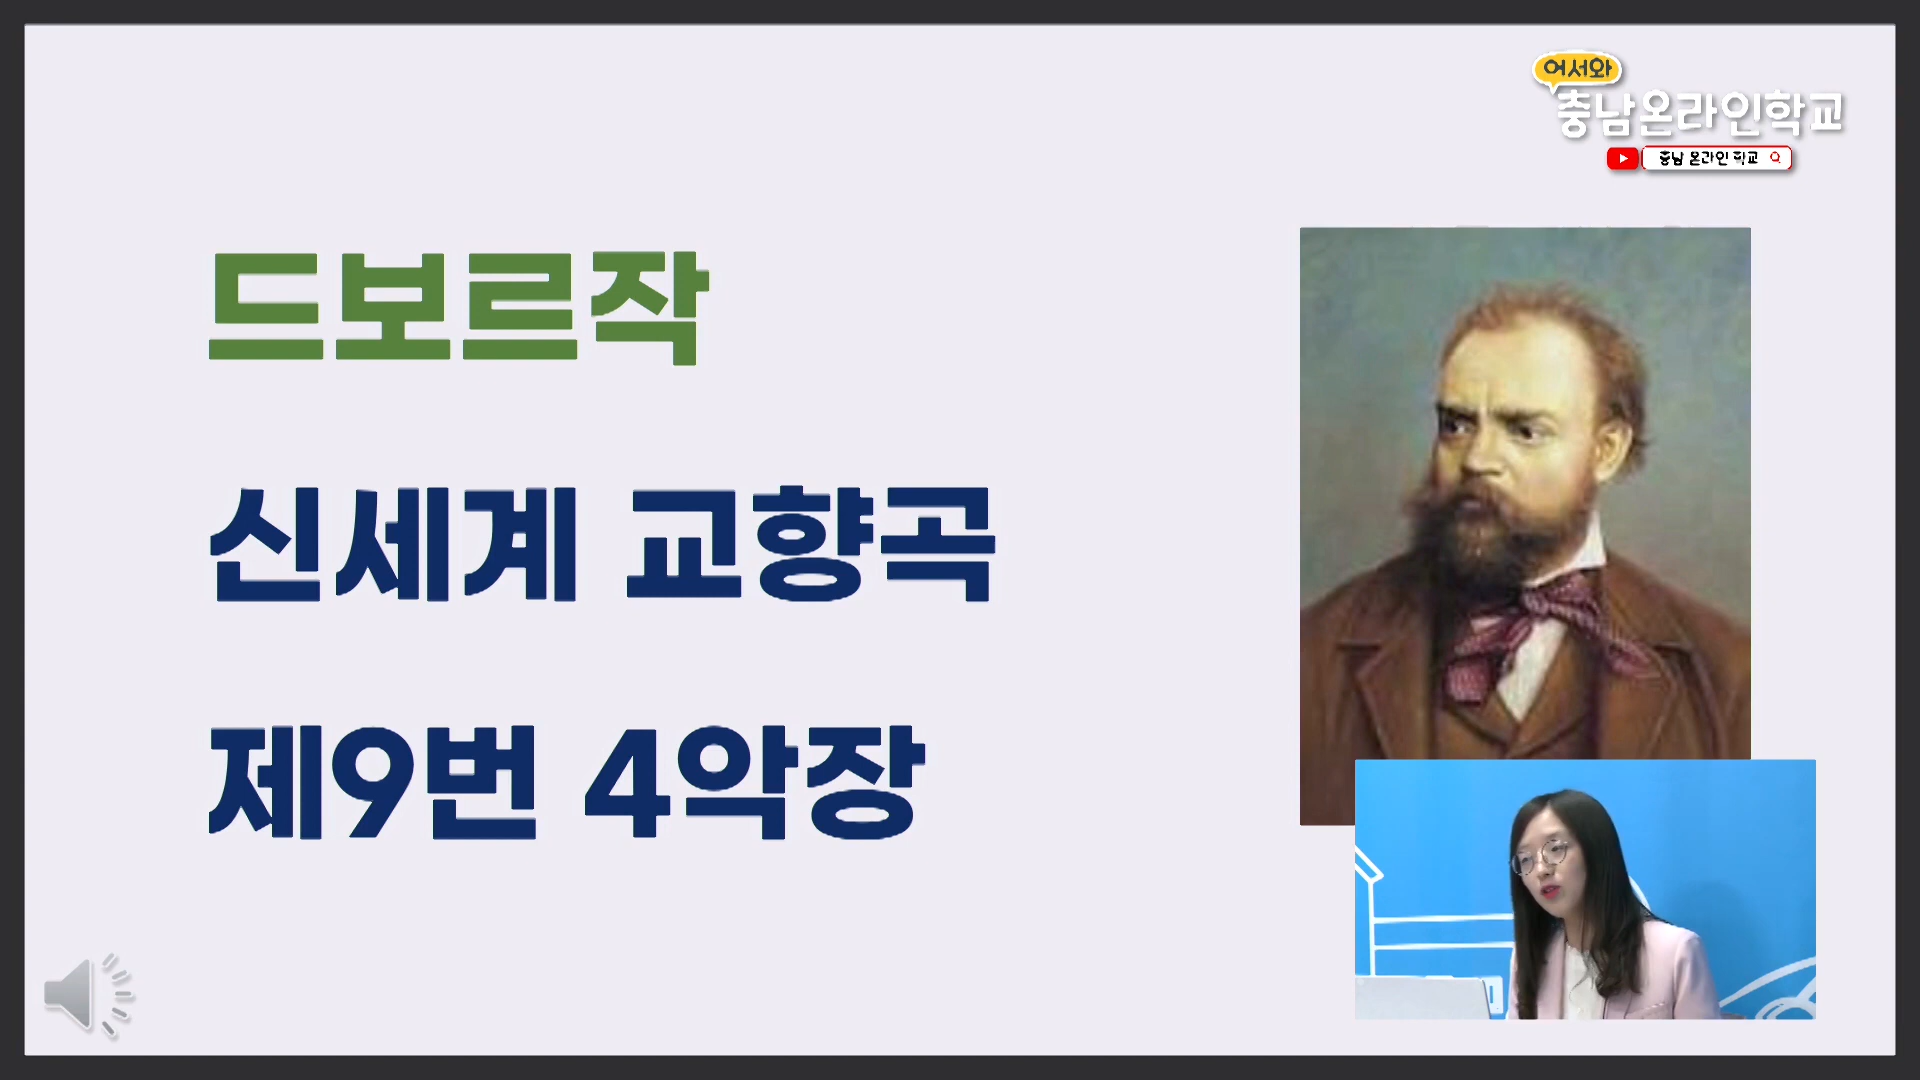 어서와
충남온라인학교
충남 온라인 학교
드보르작
신세계 교향곡
제9번 4악장